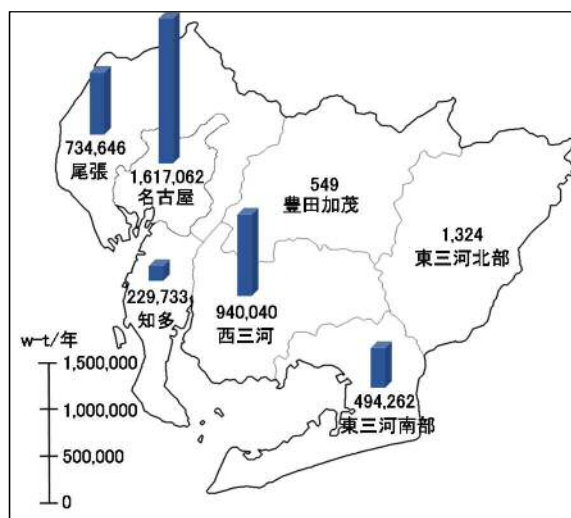 734,646
尾張
1,617,062
名古屋
549
豊田加茂
1,324
東三河北部
229,733
知多
940,040
西三河
494,262
東三河南部
w-t/年
1,500,000
1,000,000
500,000
0